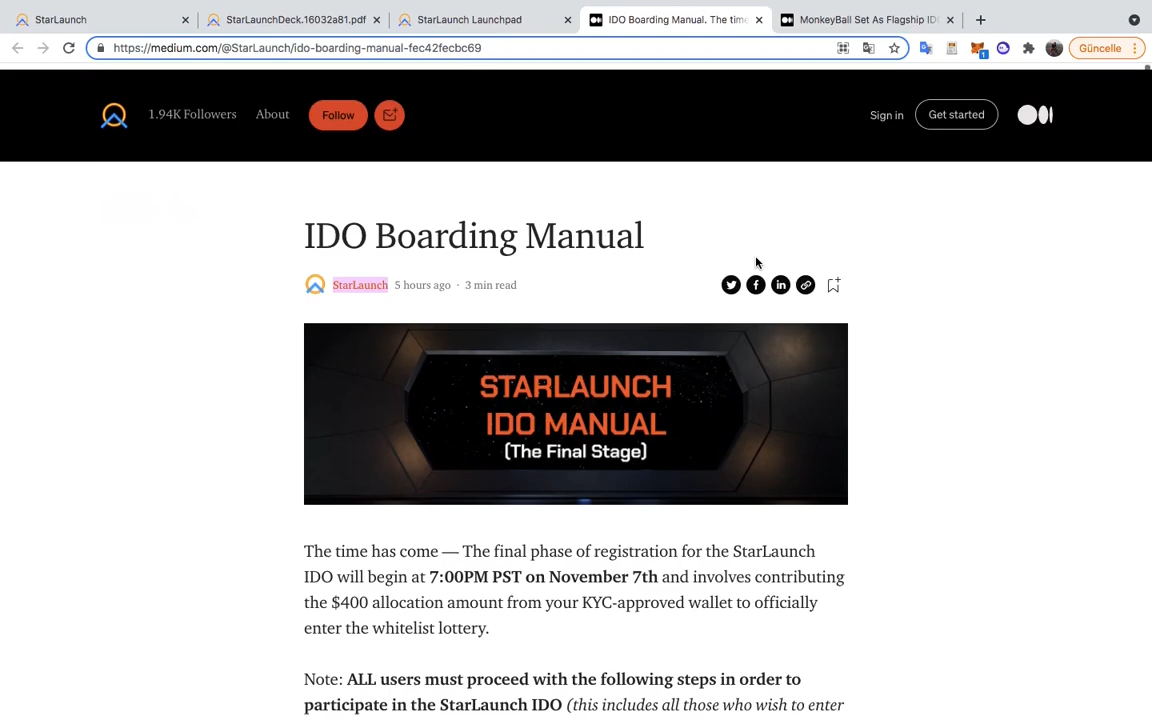 StarLaunch
StarLaunchDeck.16032a81.pdf
StarLaunch Launchpad
IDO Boarding Manual. The time
MonkeyBall Set As Flagship ID
https://medium.com/@StarLaunch/ido-boarding-manual-fec42fecbc69
1
Güncelle
1.94K Followers
About
Follow
Sign in
Get started
IDO Boarding Manual
StarLaunch 5 hours ago · 3 min read
STARLAUNCH
IDO MANUAL
(The Final Stage)
The time has come — The final phase of registration for the StarLaunch
IDO will begin at 7:00PM PST on November 7th and involves contributing
the $400 allocation amount from your KYC-approved wallet to officially
enter the whitelist lottery.
Note: ALL users must proceed with the following steps in order to
participate in the StarLaunch IDO (this includes all those who wish to enter